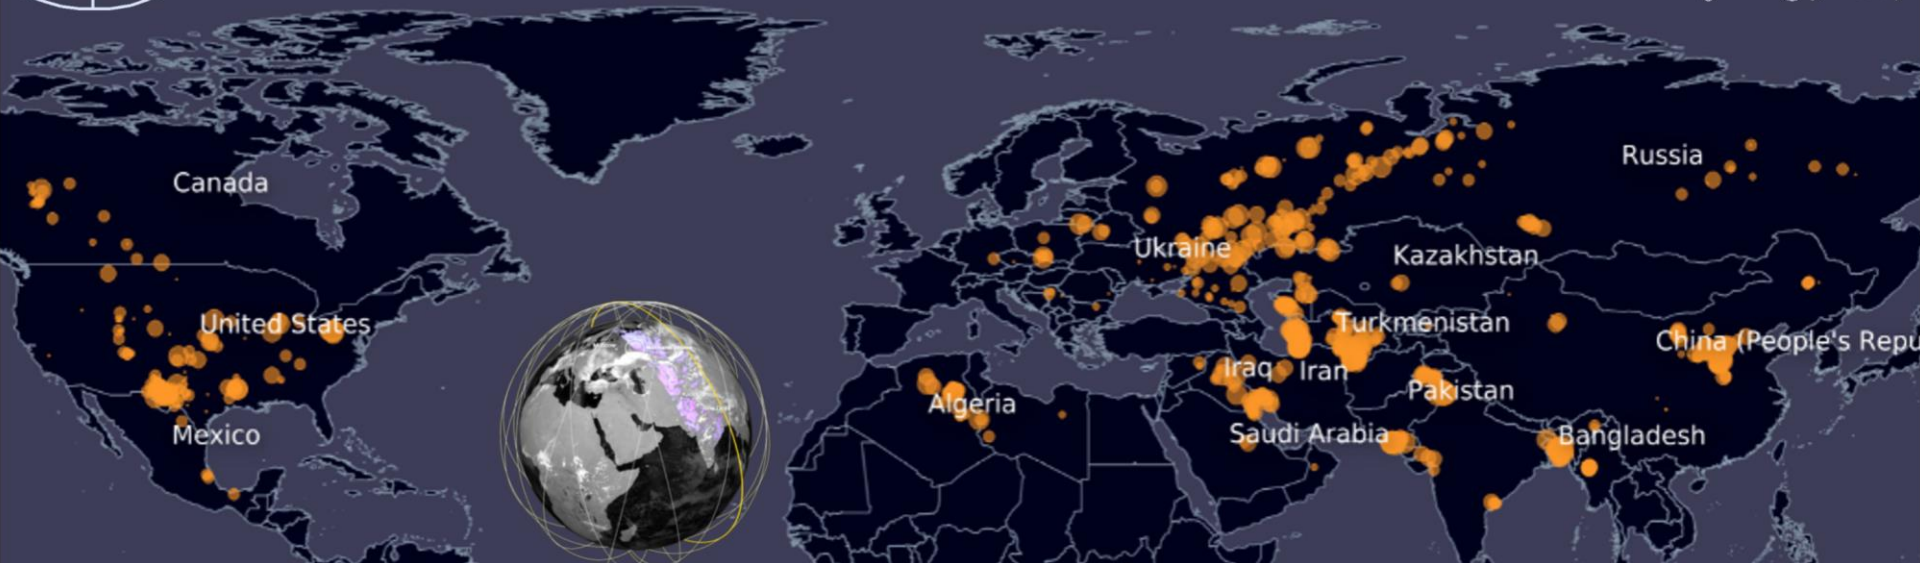 Russia
Canada
Ukraine
Kazakhstan
United States
Turkmenistan
China (People's Repu
Iraq
Iran
Pakistan
Algeria
Saudi Arabia
Bangladesh
Mexico